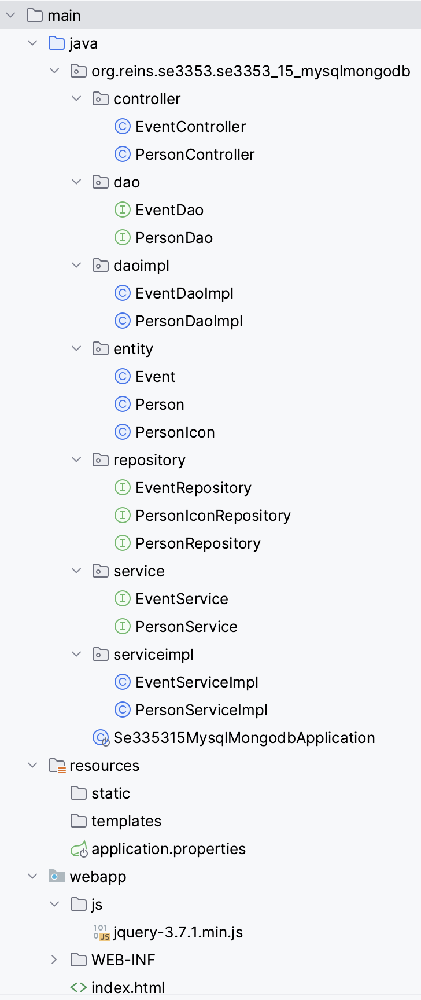 main
java
org.reins.se3353.se3353_15_mysqlmongodb
controller
EventController
PersonController
dao
EventDao
PersonDao
daoimpl
EventDaoImpl
PersonDaoImpl
entity
Event
Person
PersonIcon
repository
EventRepository
PersonIconRepository
PersonRepository
service
EventService
PersonService
serviceimpl
EventServiceImpl
PersonServiceImpl
Se335315MysqlMongodbApplication
resources
static
templates
application.properties
webapp
js
jquery-3.7.1.min.js
WEB-INF
index.html